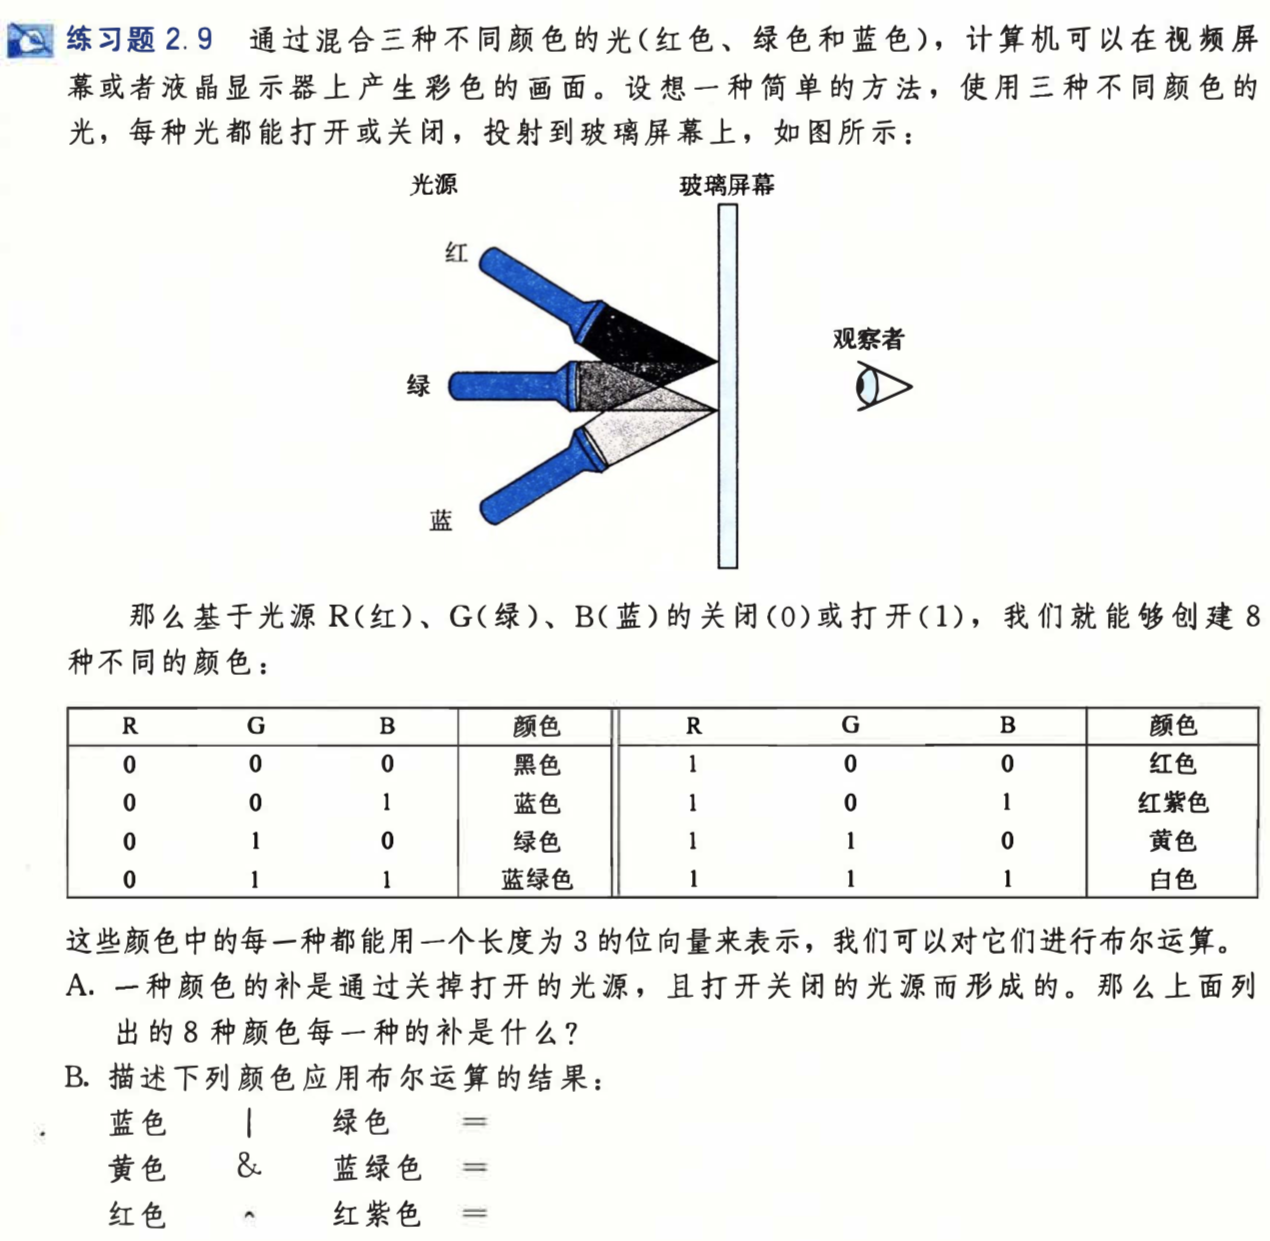 练习题2.9 通过混合三种不同颜色的光(红色、绿色和蓝色)，计算机可以在视频屏
幕或者液晶显示器上产生彩色的画面。设想一种简单的方法，使用三种不同颜色的
光，每种光都能打开或关闭，投射到玻璃屏幕上，如图所示：
光源 玻璃屏幕
红
观察者
绿
蓝
那么基于光源R(红)、G(绿)、B(蓝)的关闭(0)或打开(1)，我们就能够创建8
种不同的颜色：
R G B 颜色 R G B 颜色
0 0 0 黑色 1 0 0 红色
0 0 1 蓝色 1 0 1 红紫色
0 1 0 绿色 1 1 0 黄色
0 1 1 蓝绿色 1 1 1 白色
这些颜色中的每一种都能用一个长度为3的位向量来表示，我们可以对它们进行布尔运算。
A. 一种颜色的补是通过关掉打开的光源，且打开关闭的光源而形成的。那么上面列
出的8种颜色每一种的补是什么？
B. 描述下列颜色应用布尔运算的结果：
蓝色 | 绿色 =
黄色 & 蓝绿色 =
红色 ^ 红紫色 =